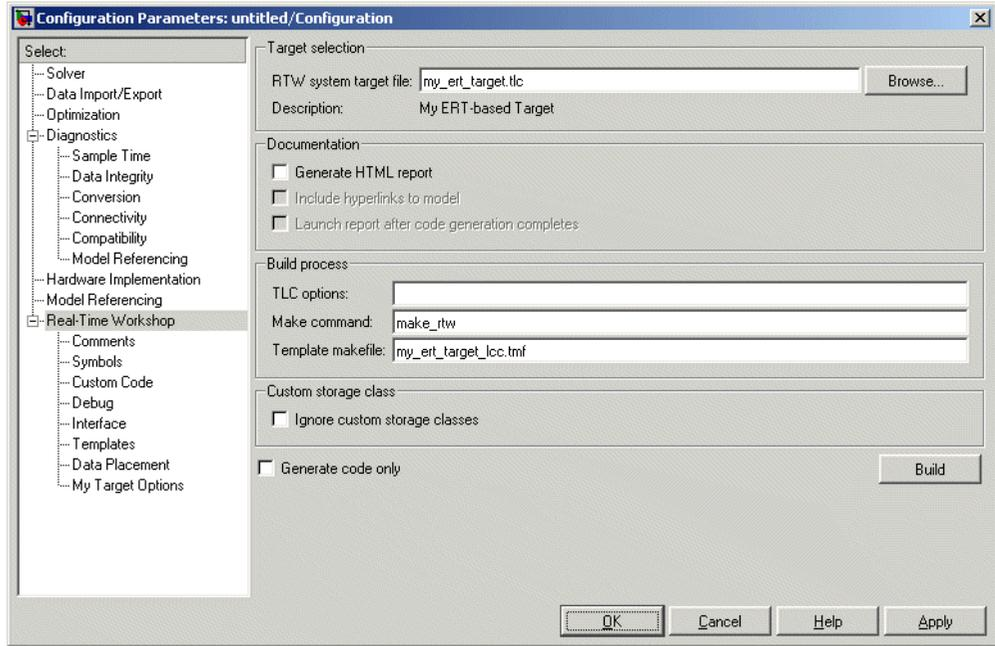 Configuration Parameters: untitled/Configuration
Select:
Solver
Data Import/Export
Optimization
Diagnostics
Sample Time
Data Integrity
Conversion
Connectivity
Compatibility
Model Referencing
Hardware Implementation
Model Referencing
Real-Time Workshop
Comments
Symbols
Custom Code
Debug
Interface
Templates
Data Placement
My Target Options
Target selection
RTW system target file: my_ert_target.tlc Browse...
Description: My ERT-based Target
Documentation
Generate HTML report
Include hyperlinks to model
Launch report after code generation completes
Build process
TLC options:
Make command: make_rtw
Template makefile: my_ert_target_lcc.tmf
Custom storage class
Ignore custom storage classes
Generate code only Build
OK Cancel Help Apply